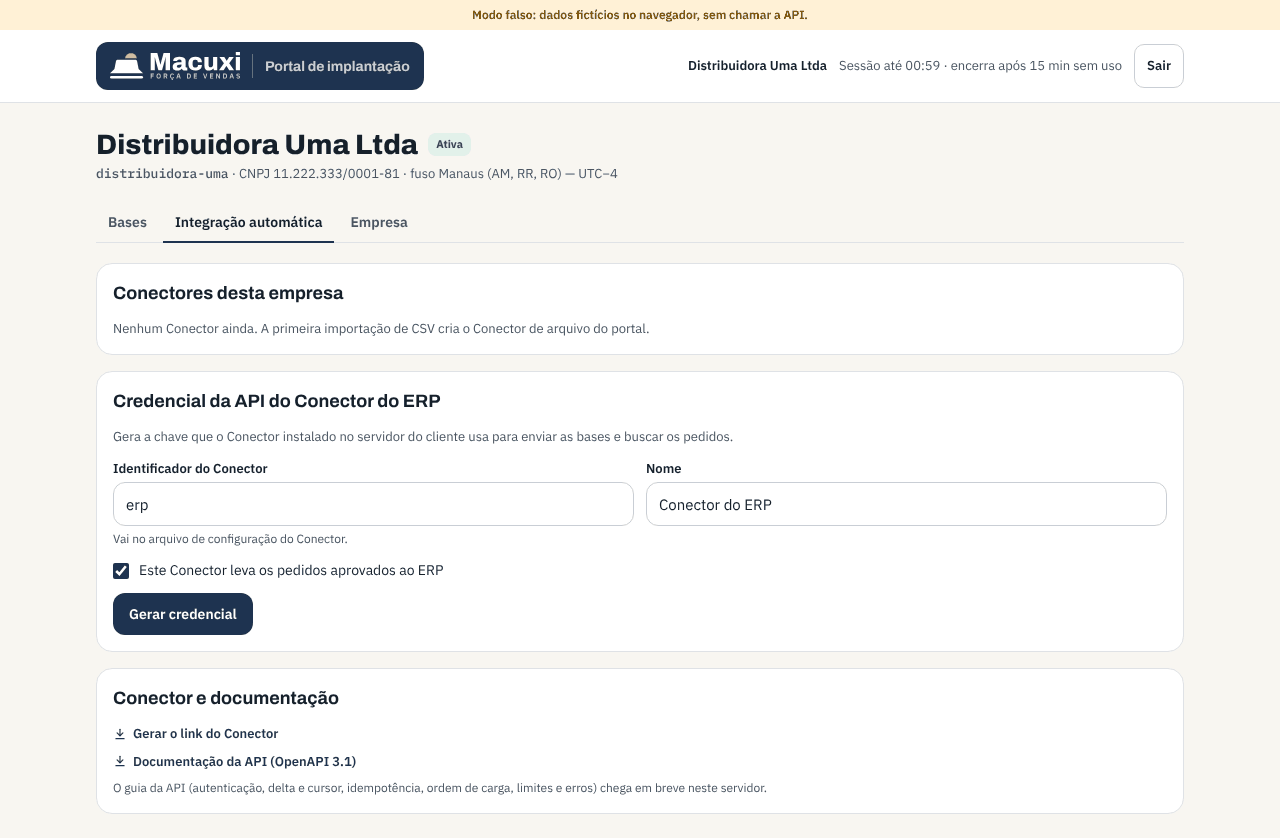 Modo falso: dados fictícios no navegador, sem chamar a API.
Macuxi
FORÇA DE VENDAS
Portal de implantação
Distribuidora Uma Ltda
Sessão até 00:59 · encerra após 15 min sem uso
Sair
Distribuidora Uma Ltda
Ativa
distribuidora-uma · CNPJ 11.222.333/0001-81 · fuso Manaus (AM, RR, RO) — UTC−4
Bases
Integração automática
Empresa
Conectores desta empresa
Nenhum Conector ainda. A primeira importação de CSV cria o Conector de arquivo do portal.
Credencial da API do Conector do ERP
Gera a chave que o Conector instalado no servidor do cliente usa para enviar as bases e buscar os pedidos.
Identificador do Conector
Nome
erp
Conector do ERP
Vai no arquivo de configuração do Conector.
Este Conector leva os pedidos aprovados ao ERP
Gerar credencial
Conector e documentação
Gerar o link do Conector
Documentação da API (OpenAPI 3.1)
O guia da API (autenticação, delta e cursor, idempotência, ordem de carga, limites e erros) chega em breve neste servidor.